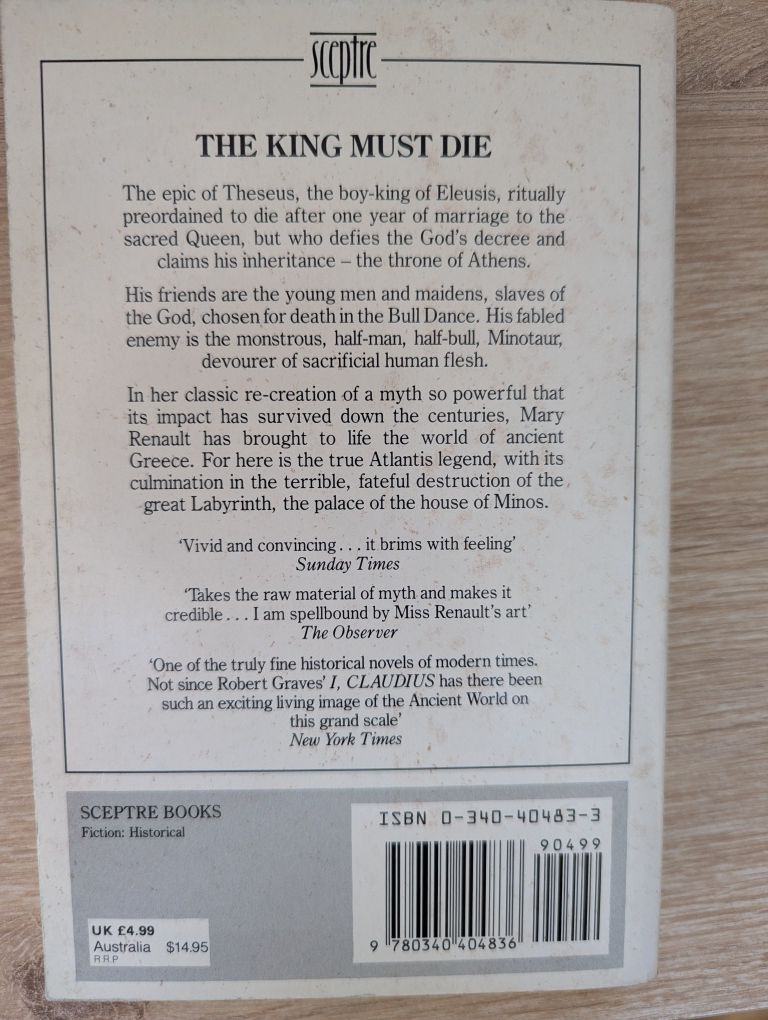 sceptre
THE KING MUST DIE
The epic of Theseus, the boy-king of Eleusis, ritually
preordained to die after one year of marriage to the
sacred Queen, but who defies the God's decree and
claims his inheritance – the throne of Athens.
His friends are the young men and maidens, slaves of
the God, chosen for death in the Bull Dance. His fabled
enemy is the monstrous, half-man, half-bull, Minotaur,
devourer of sacrificial human flesh.
In her classic re-creation of a myth so powerful that
its impact has survived down the centuries, Mary
Renault has brought to life the world of ancient
Greece. For here is the true Atlantis legend, with its
culmination in the terrible, fateful destruction of the
great Labyrinth, the palace of the house of Minos.
'Vivid and convincing . . . it brims with feeling'
Sunday Times
'Takes the raw material of myth and makes it
credible . . . I am spellbound by Miss Renault's art'
The Observer
'One of the truly fine historical novels of modern times.
Not since Robert Graves' I, CLAUDIUS has there been
such an exciting living image of the Ancient World on
this grand scale'
New York Times
SCEPTRE BOOKS
Fiction: Historical
UK £4.99
Australia $14.95
R.R.P
ISBN 0-340-40483-3
90499
9 780340 404836